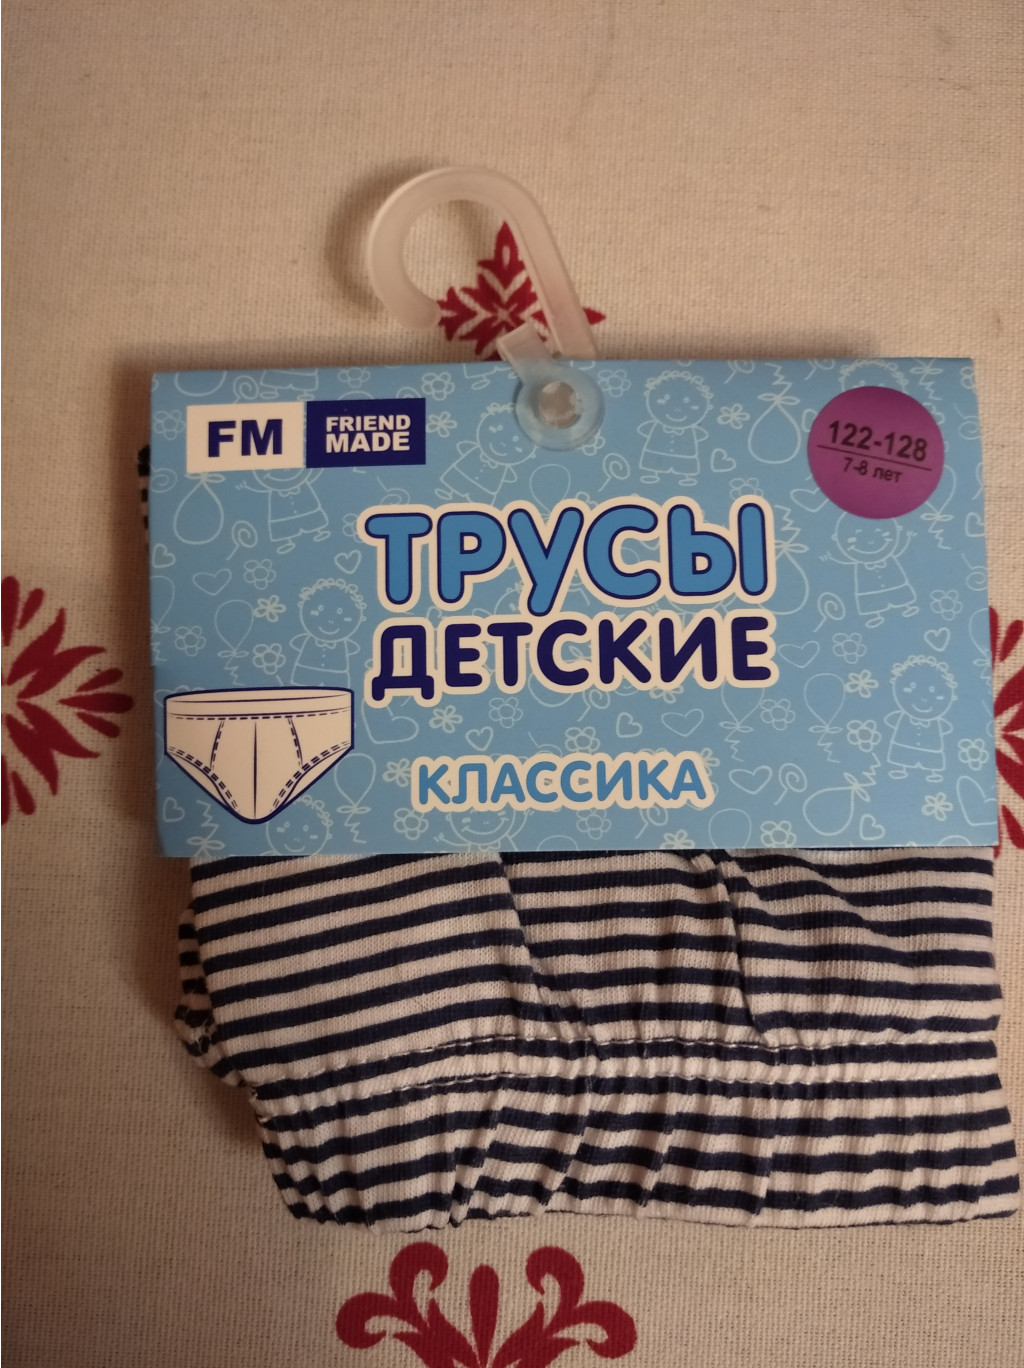 FM
FRIEND
MADE
122-128
7-8 лет
ТРУСЫ
ДЕТСКИЕ
КЛАССИКА